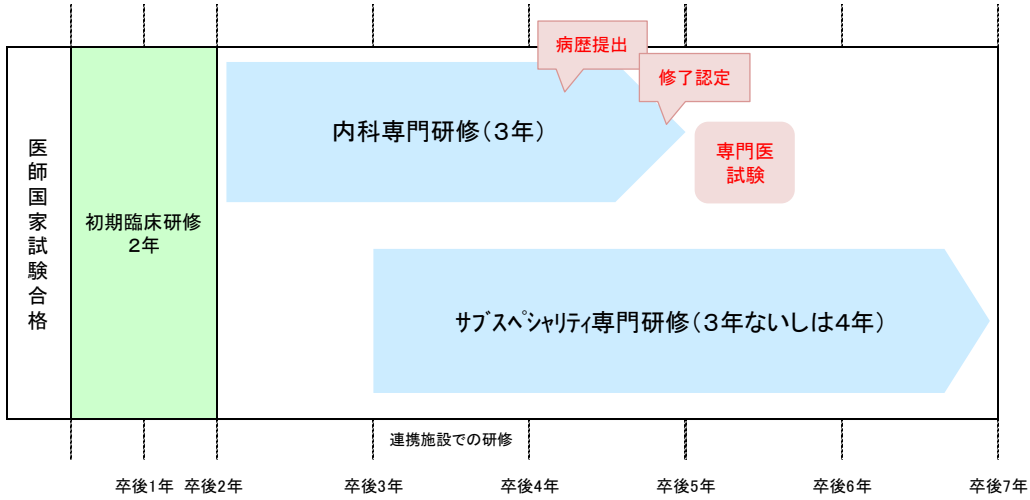 病歴提出
修了認定
内科専門研修(3年)
専門医
試験
医師国家試験合格
初期臨床研修
2年
サブスペシャリティ専門研修(3年ないしは4年)
連携施設での研修
卒後1年 卒後2年 卒後3年 卒後4年 卒後5年 卒後6年 卒後7年